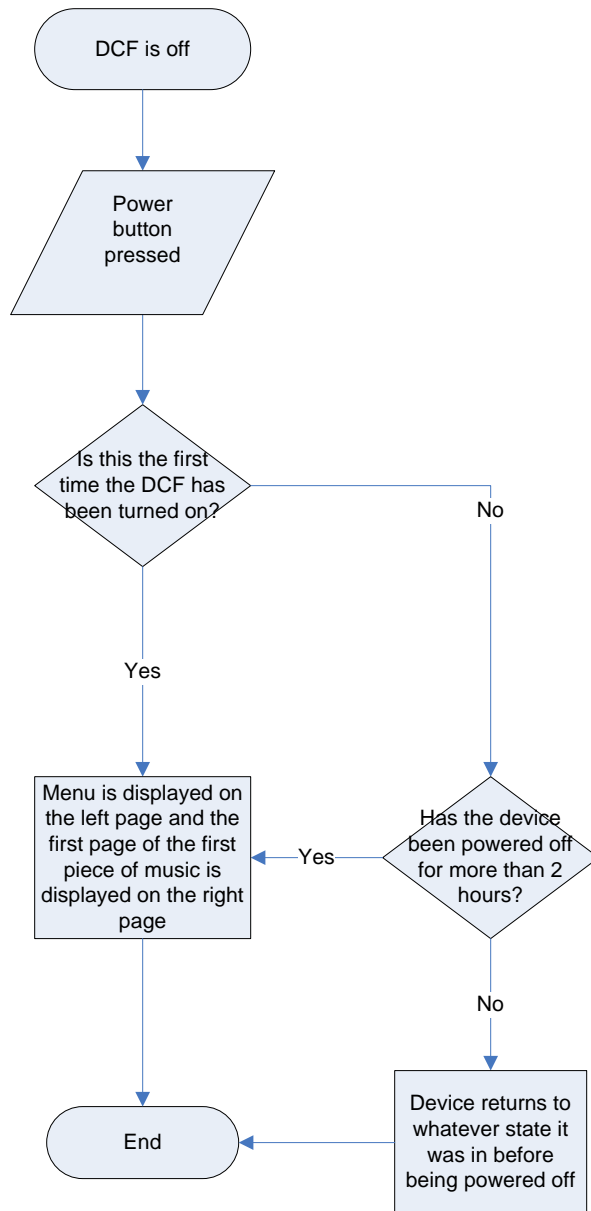 DCF is off
Power
button
pressed
Is this the first
time the DCF has
been turned on?
No
Yes
Menu is displayed on
the left page and the
first page of the first
piece of music is
displayed on the right
page
Yes
Has the device
been powered off
for more than 2
hours?
No
Device returns to
whatever state it
was in before
being powered off
End